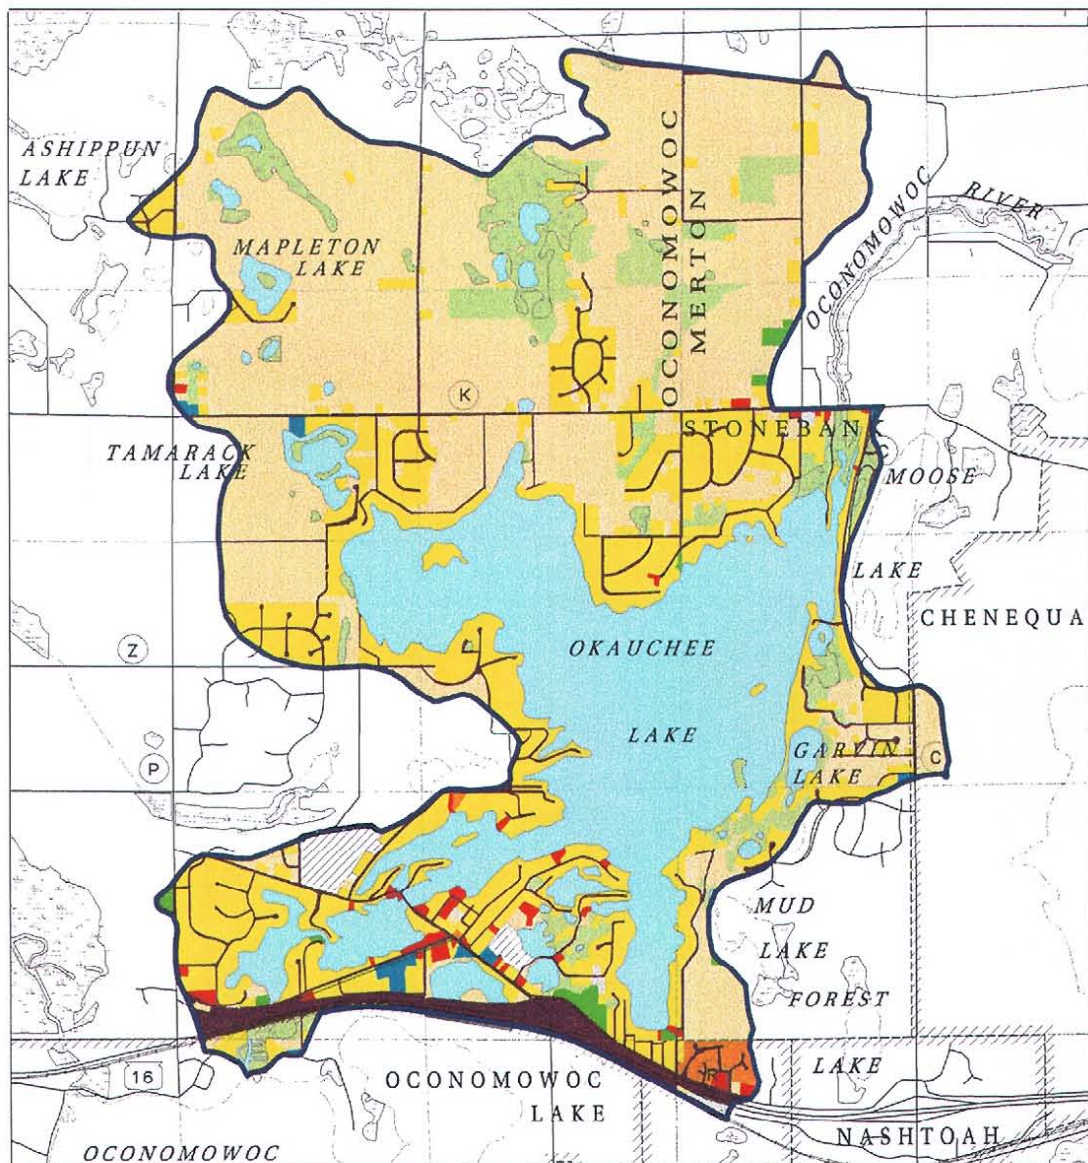 ASHIPPUN
LAKE
OCONOMOWOC
MERTON
OCONOMOWOC
RIVER
MAPLETON
LAKE
K
STONEBANK
TAMARACK
LAKE
C
MOOSE
LAKE
CHENEQUA
Z
OKAUCHEE
LAKE
P
GARVIN
LAKE
C
MUD
LAKE
FOREST
LAKE
16
OCONOMOWOC
LAKE
NASHTOAH
OCONOMOWOC